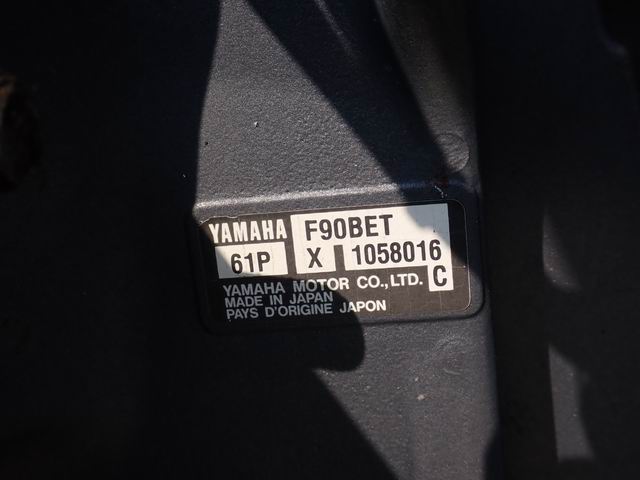 YAMAHA F90BET
61P X 1058016
YAMAHA MOTOR CO.,LTD. C
MADE IN JAPAN
PAYS D'ORIGINE JAPON